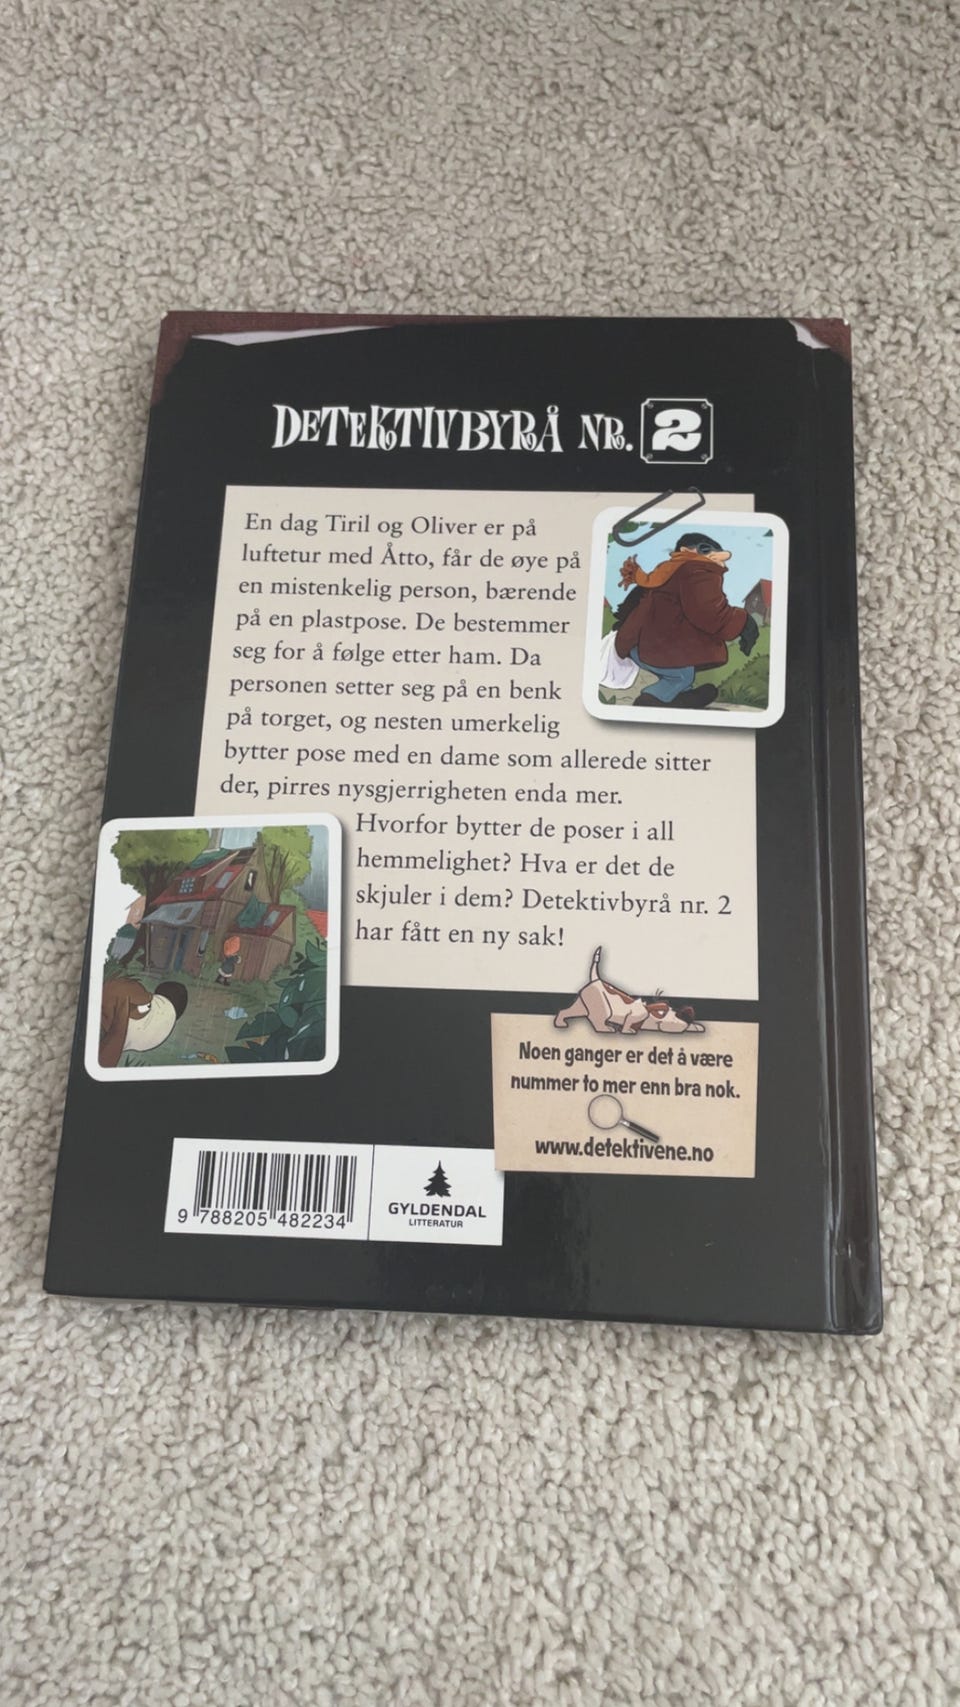 DETEKTIVBYRÅ NR. 2
En dag Tiril og Oliver er på
luftetur med Åtto, får de øye på
en mistenkelig person, bærende
på en plastpose. De bestemmer
seg for å følge etter ham. Da
personen setter seg på en benk
på torget, og nesten umerkelig
bytter pose med en dame som allerede sitter
der, pirres nysgjerrigheten enda mer.
Hvorfor bytter de poser i all
hemmelighet? Hva er det de
skjuler i dem? Detektivbyrå nr. 2
har fått en ny sak!
Noen ganger er det å være
nummer to mer enn bra nok.
www.detektivene.no
9 788205 482234
GYLDENDAL
LITTERATUR